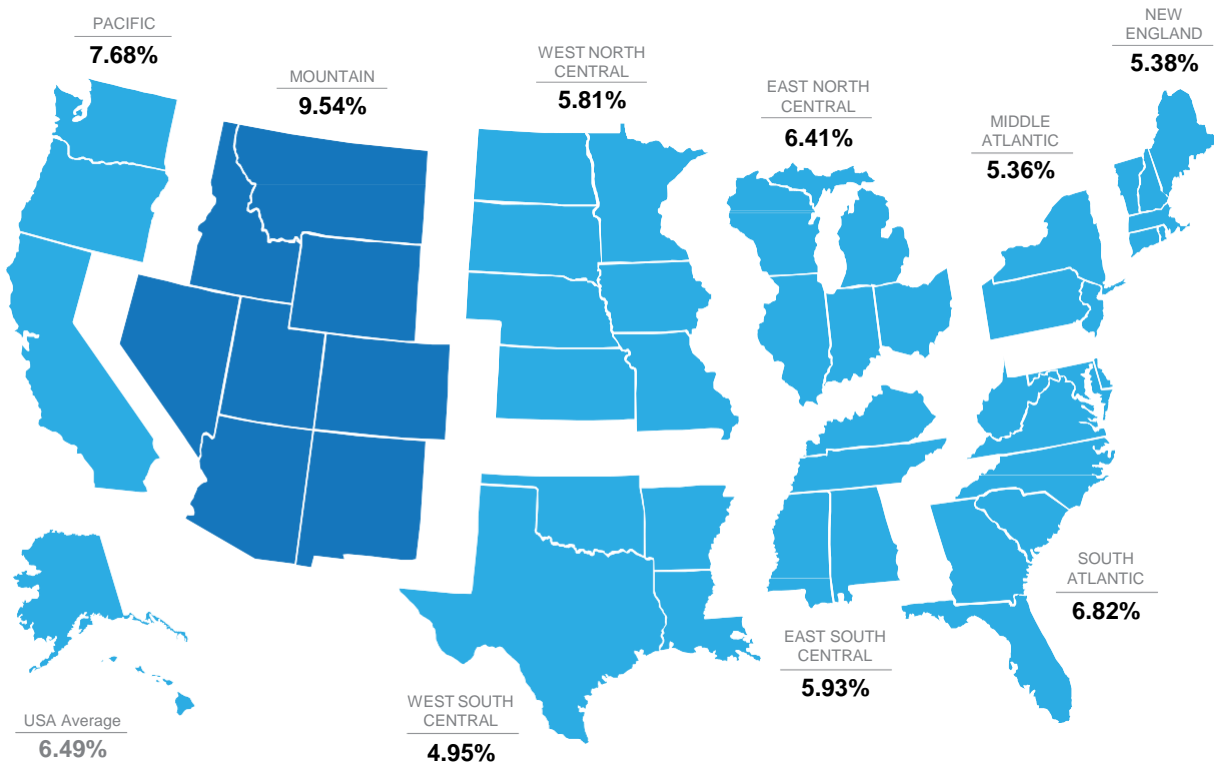 PACIFIC
7.68%
MOUNTAIN
9.54%
WEST NORTH
CENTRAL
5.81%
EAST NORTH
CENTRAL
6.41%
MIDDLE
ATLANTIC
5.36%
NEW
ENGLAND
5.38%
SOUTH
ATLANTIC
6.82%
EAST SOUTH
CENTRAL
5.93%
WEST SOUTH
CENTRAL
4.95%
USA Average
6.49%